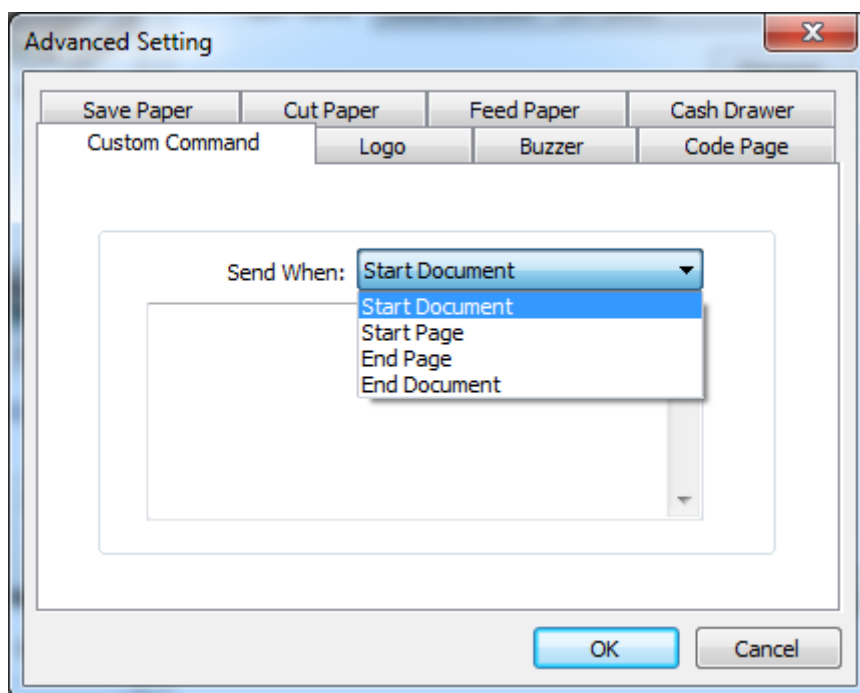 Advanced Setting
Save Paper Cut Paper Feed Paper Cash Drawer
Custom Command Logo Buzzer Code Page
Send When: Start Document
Start Document
Start Page
End Page
End Document
OK Cancel